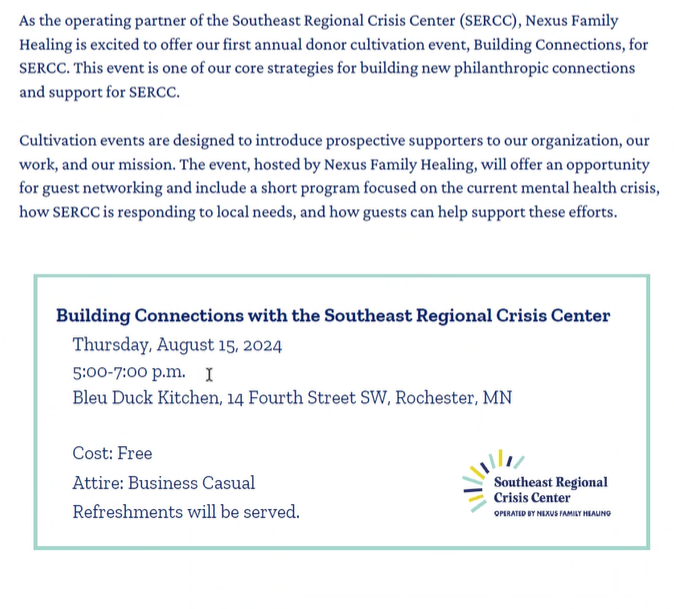 As the operating partner of the Southeast Regional Crisis Center (SERCC), Nexus Family
Healing is excited to offer our first annual donor cultivation event, Building Connections, for
SERCC. This event is one of our core strategies for building new philanthropic connections
and support for SERCC.
Cultivation events are designed to introduce prospective supporters to our organization, our
work, and our mission. The event, hosted by Nexus Family Healing, will offer an opportunity
for guest networking and include a short program focused on the current mental health crisis,
how SERCC is responding to local needs, and how guests can help support these efforts.
Building Connections with the Southeast Regional Crisis Center
Thursday, August 15, 2024
5:00-7:00 p.m.
Bleu Duck Kitchen, 14 Fourth Street SW, Rochester, MN
Cost: Free
Attire: Business Casual
Refreshments will be served.
Southeast Regional
Crisis Center
OPERATED BY NEXUS FAMILY HEALING